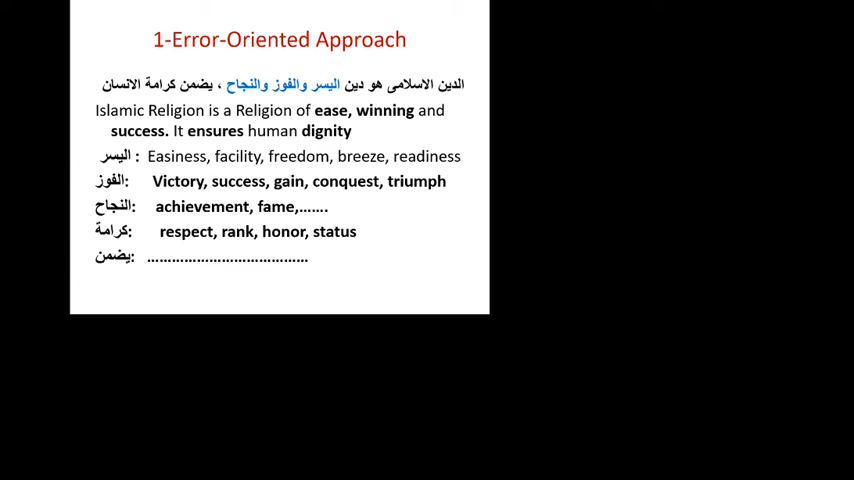 1-Error-Oriented Approach
الدين الاسلامى هو دين اليسر والفوز والنجاح ، يضمن كرامة الانسان
Islamic Religion is a Religion of ease, winning and
success. It ensures human dignity
اليسر : Easiness, facility, freedom, breeze, readiness
الفوز: Victory, success, gain, conquest, triumph
النجاح: achievement, fame,.......
كرامة: respect, rank, honor, status
يضمن: .......................................